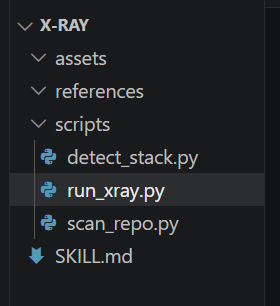 X-RAY
assets
references
scripts
detect_stack.py
run_xray.py
scan_repo.py
SKILL.md